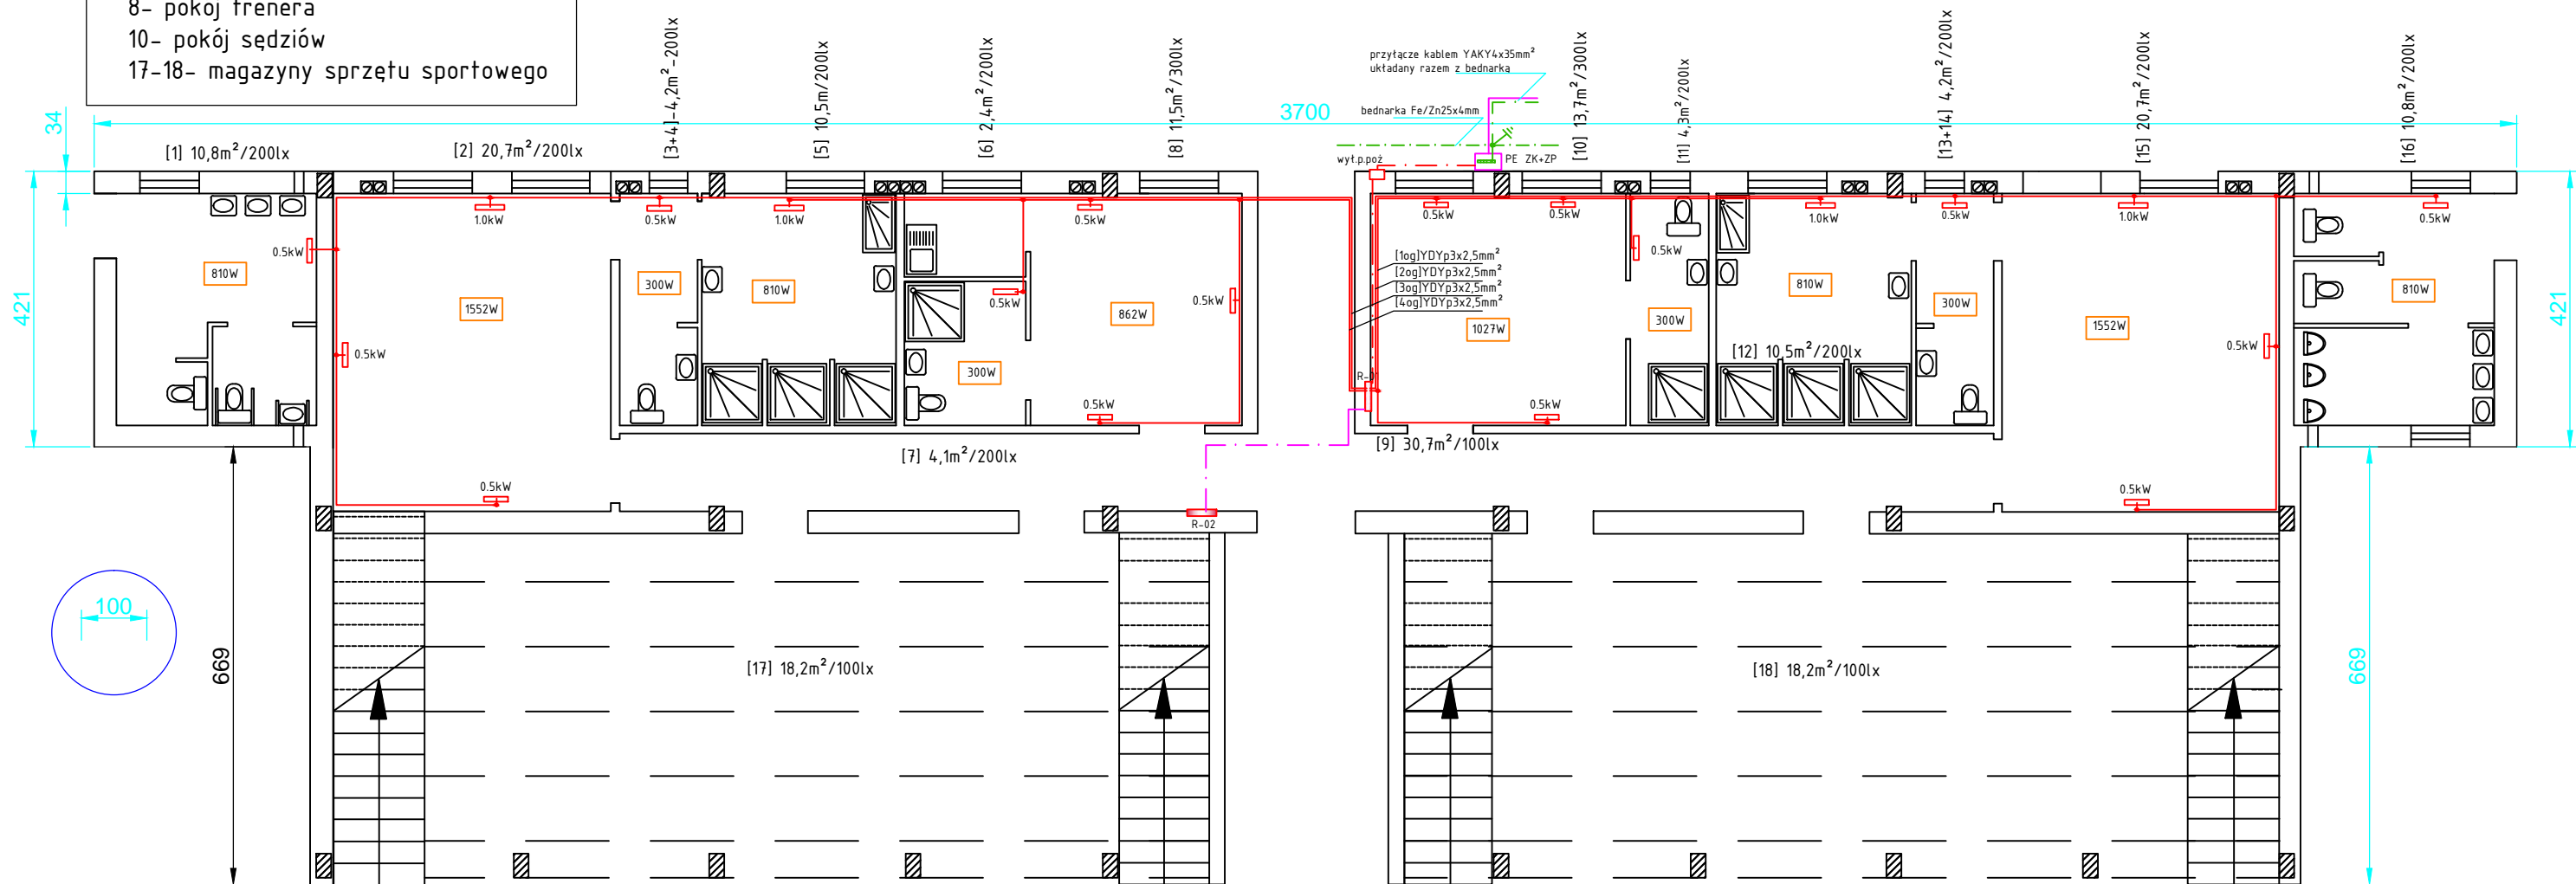 8- pokój trenera
10- pokój sędziów
17-18- magazyny sprzętu sportowego
[3+4]-4,2m²-200lx
[5] 10,5m/200lx
[6] 2,4m²/200lx
[8] 11,5m²/300lx
przyłącze kablem YAKY4x35mm²
układany razem z bednarką
bednarka Fe/Zn25x4mm
[10] 13,7m²/300lx
[11] 4,3m²/200lx
[13+14] 4,2m²/200lx
[15] 20,7m²/200lx
[16] 10,8m²/200lx
34
3700
[1] 10,8m²/200lx
[2] 20,7m²/200lx
wył.p.poż
PE ZK+ZP
1.0kW
0.5kW
1.0kW
0.5kW
0.5kW
0.5kW
1.0kW
0.5kW
1.0kW
0.5kW
0.5kW
0.5kW
[1og]YDYp3x2,5mm²
[2og]YDYp3x2,5mm²
[3og]YDYp3x2,5mm²
[4og]YDYp3x2,5mm²
810W
300W
810W
810W
300W
810W
421
1552W
0.5kW
0.5kW
862W
1027W
300W
1552W
421
0.5kW
[12] 10,5m²/200lx
0.5kW
300W
0.5kW
0.5kW
[7] 4,1m²/200lx
[9] 30,7m²/100lx
0.5kW
0.5kW
R-02
100
669
[17] 18,2m²/100lx
[18] 18,2m²/100lx
669